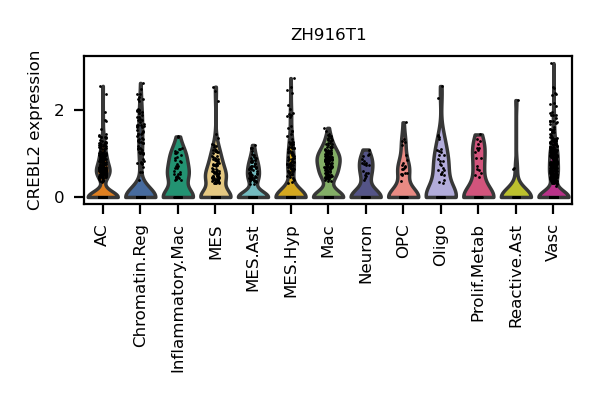 ZH916T1
CREBL2 expression
2
0
AC
Chromatin.Reg
Inflammatory.Mac
MES
MES.Ast
MES.Hyp
Mac
Neuron
OPC
Oligo
Prolif.Metab
Reactive.Ast
Vasc